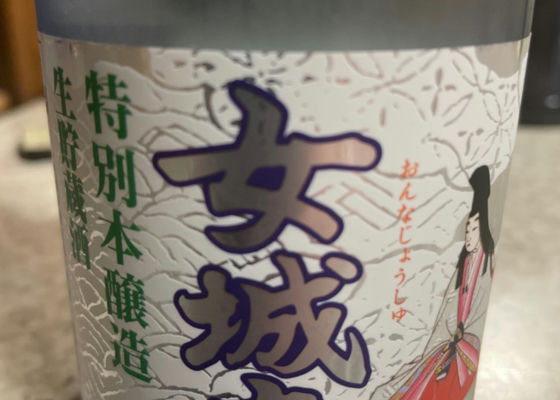 おんなじょうしゅ
女城
特別本醸造
生貯蔵酒